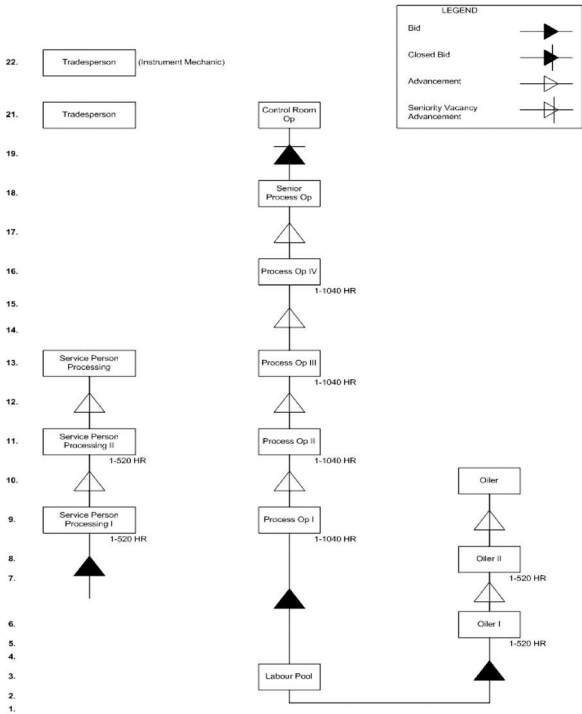 LEGEND
Bid
Closed Bid
Advancement
Seniority Vacancy
Advancement
22.
Tradesperson
(Instrument Mechanic)
21.
Tradesperson
Control Room
Op
19.
18.
Senior
Process Op
17.
16.
Process Op IV
1-1040 HR
15.
14.
13.
Service Person
Processing
Process Op III
1-1040 HR
12.
11.
Service Person
Processing II
1-520 HR
Process Op II
1-1040 HR
10.
Oiler
9.
Service Person
Processing I
1-520 HR
Process Op I
1-1040 HR
8.
Oiler II
1-520 HR
7.
6.
Oiler I
1-520 HR
5.
4.
3.
Labour Pool
2.
1.